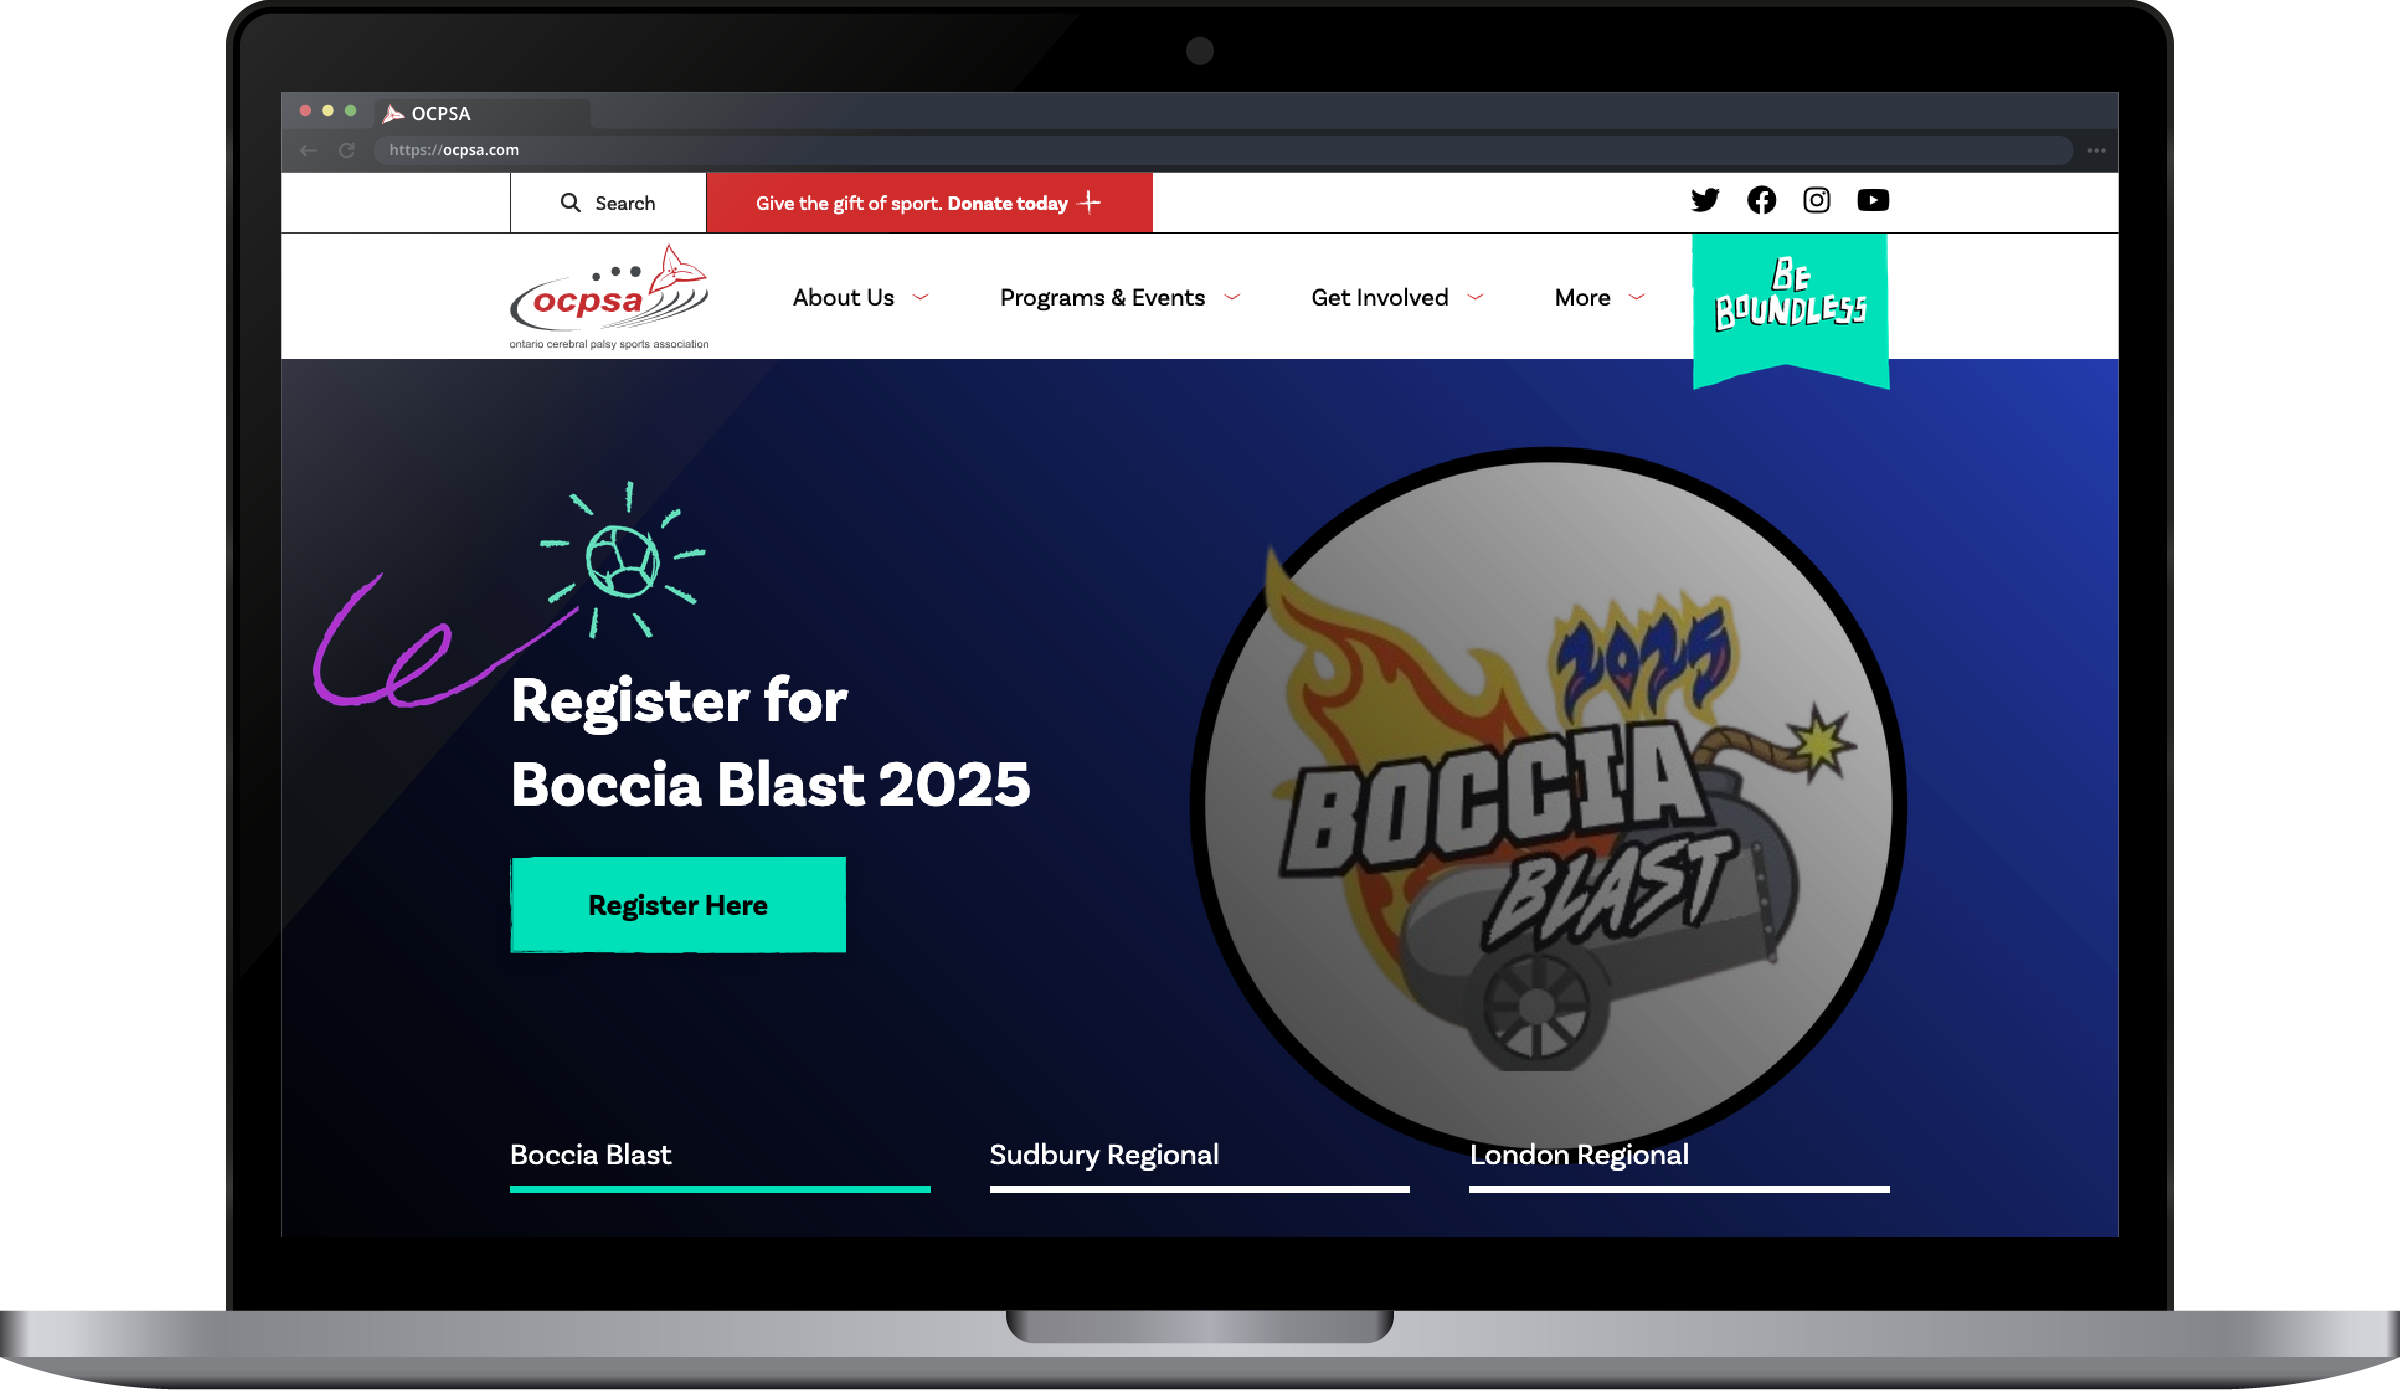 OCPSA
https://ocpsa.com
Search
Give the gift of sport. Donate today
ocpsa
ontario cerebral palsy sports association
About Us
Programs & Events
Get Involved
More
BE
BOUNDLESS
2025
BOCCIA
BLAST
Register for
Boccia Blast 2025
Register Here
Boccia Blast
Sudbury Regional
London Regional